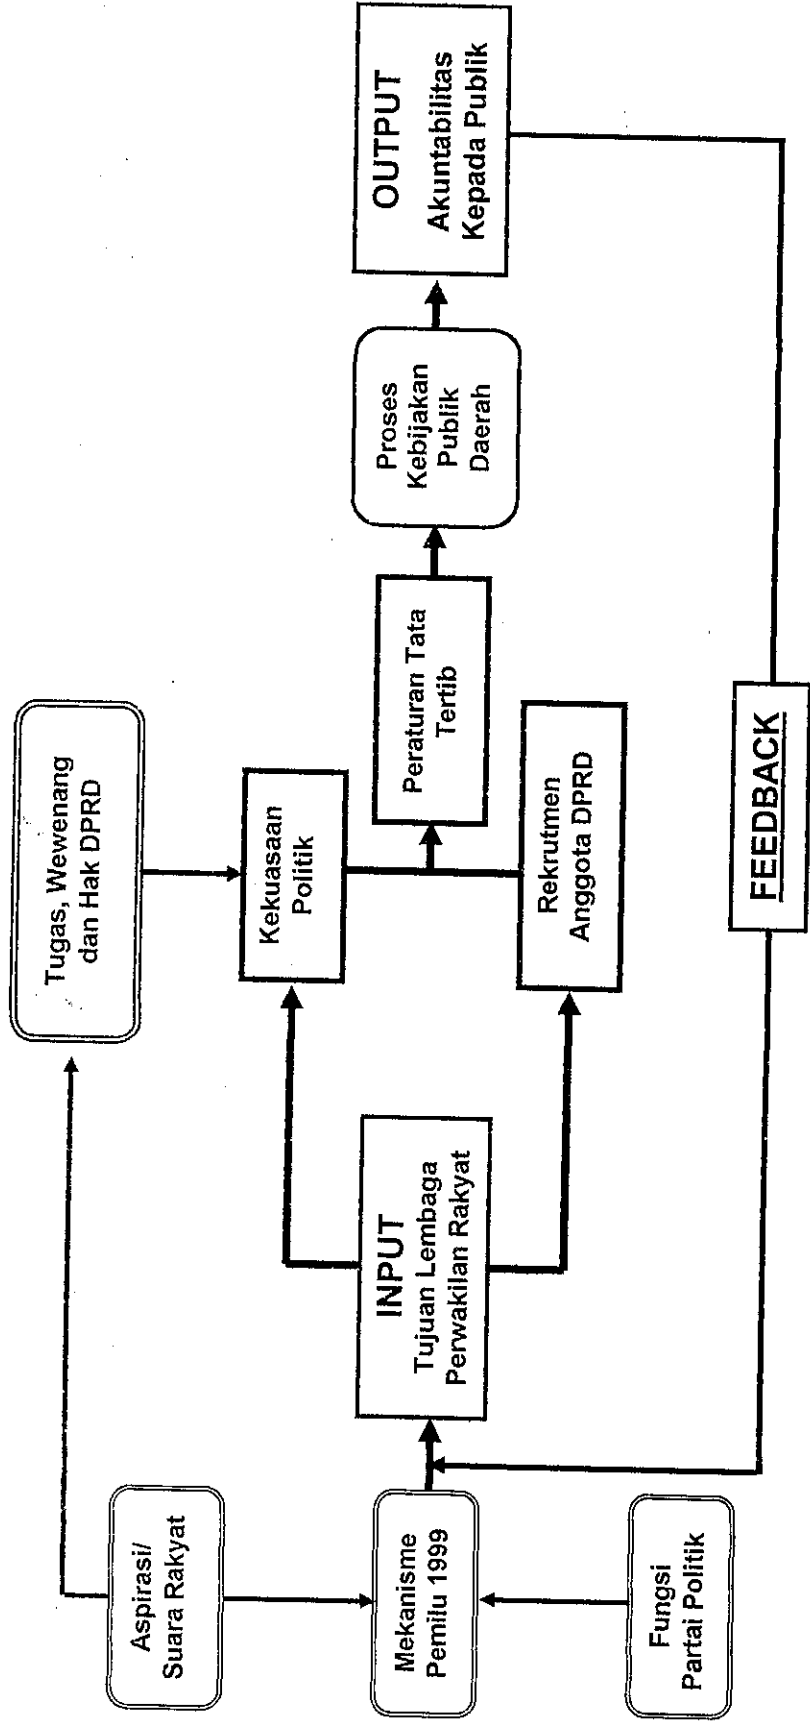 Aspirasi/
Suara Rakyat
Mekanisme
Pemilu 1999
Fungsi
Partai Politik
INPUT
Tujuan Lembaga
Perwakilan Rakyat
Tugas, Wewenang
dan Hak DPRD
Kekuasaan
Politik
Rekrutmen
Anggota DPRD
Peraturan Tata
Tertib
Proses
Kebijakan
Publik
Daerah
OUTPUT
Akuntabilitas
Kepada Publik
FEEDBACK